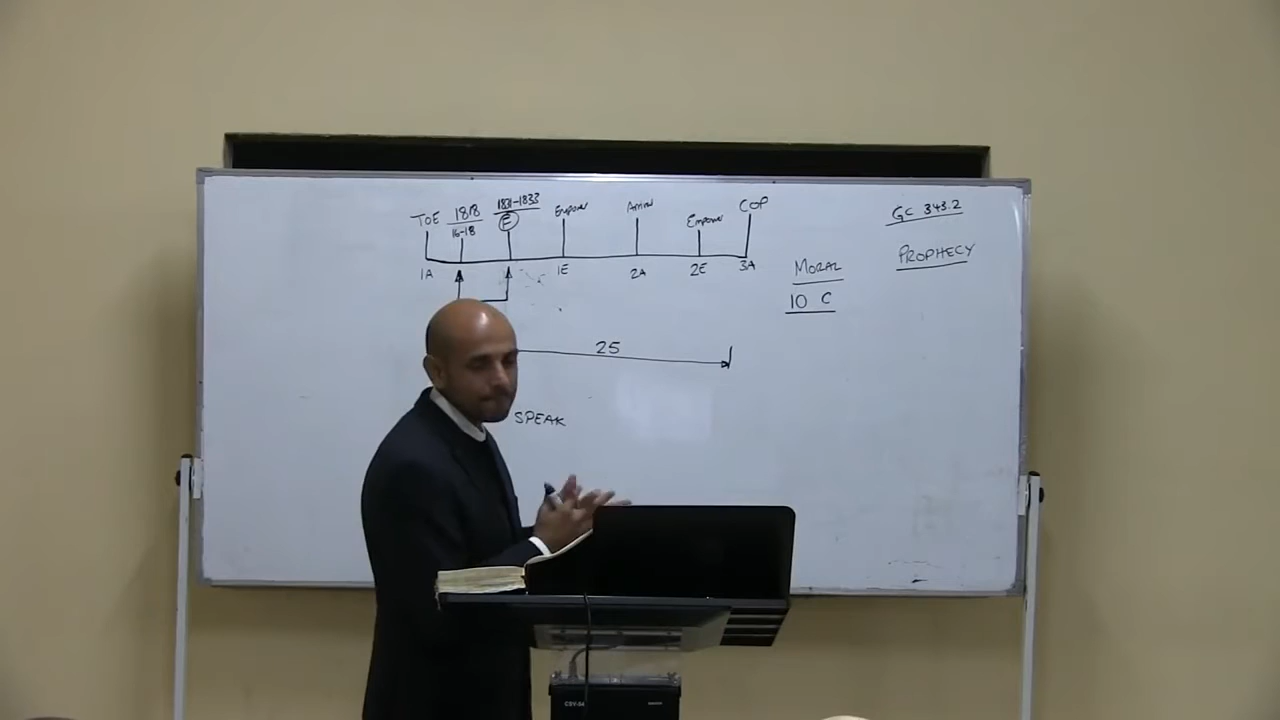 TOE 1818 1831-1833 Empower Arrival Empower COP
16-18 E
1A 1E 2A 2E 3A
25
SPEAK
MORAL
10 C
GC 343.2
PROPHECY